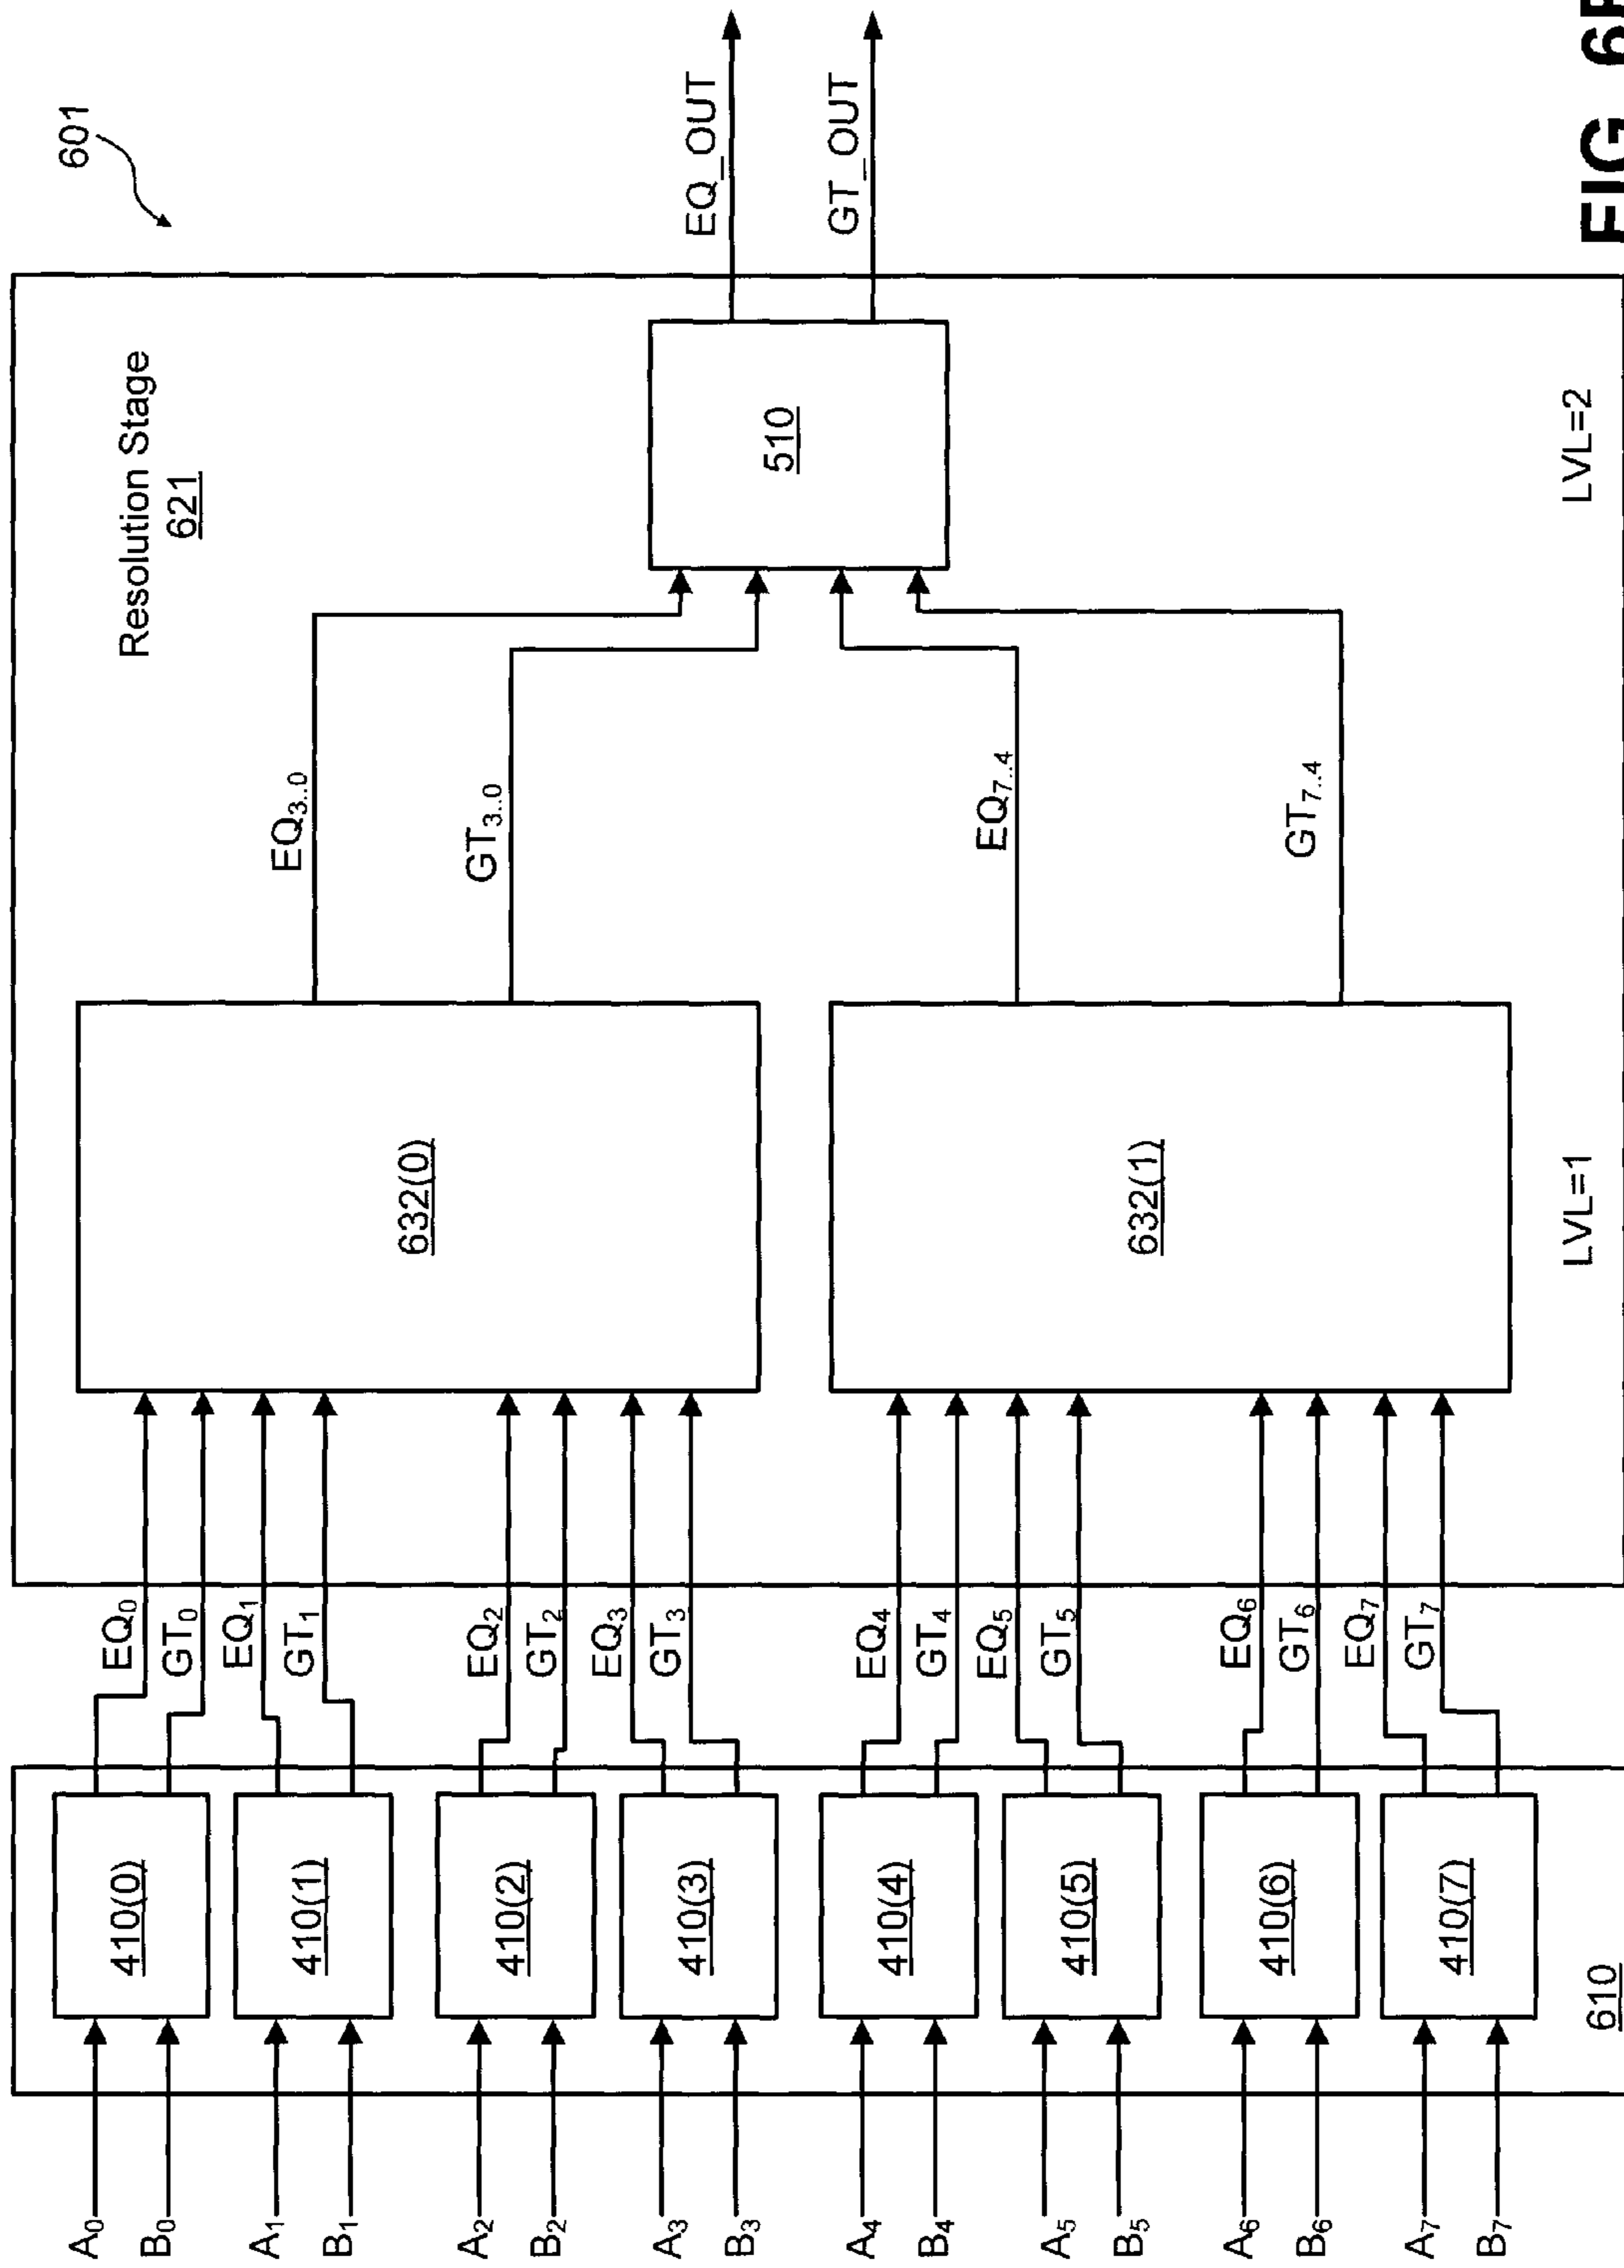 601
Resolution Stage
621
A0
B0
A1
B1
A2
B2
A3
B3
A4
B4
A5
B5
A6
B6
A7
B7
410(0)
410(1)
410(2)
410(3)
410(4)
410(5)
410(6)
410(7)
610
EQ0
GT0
EQ1
GT1
EQ2
GT2
EQ3
GT3
EQ4
GT4
EQ5
GT5
EQ6
GT6
EQ7
GT7
632(0)
632(1)
LVL=1
EQ3..0
GT3..0
EQ7..4
GT7..4
510
LVL=2
EQ_OUT
GT_OUT
FIG